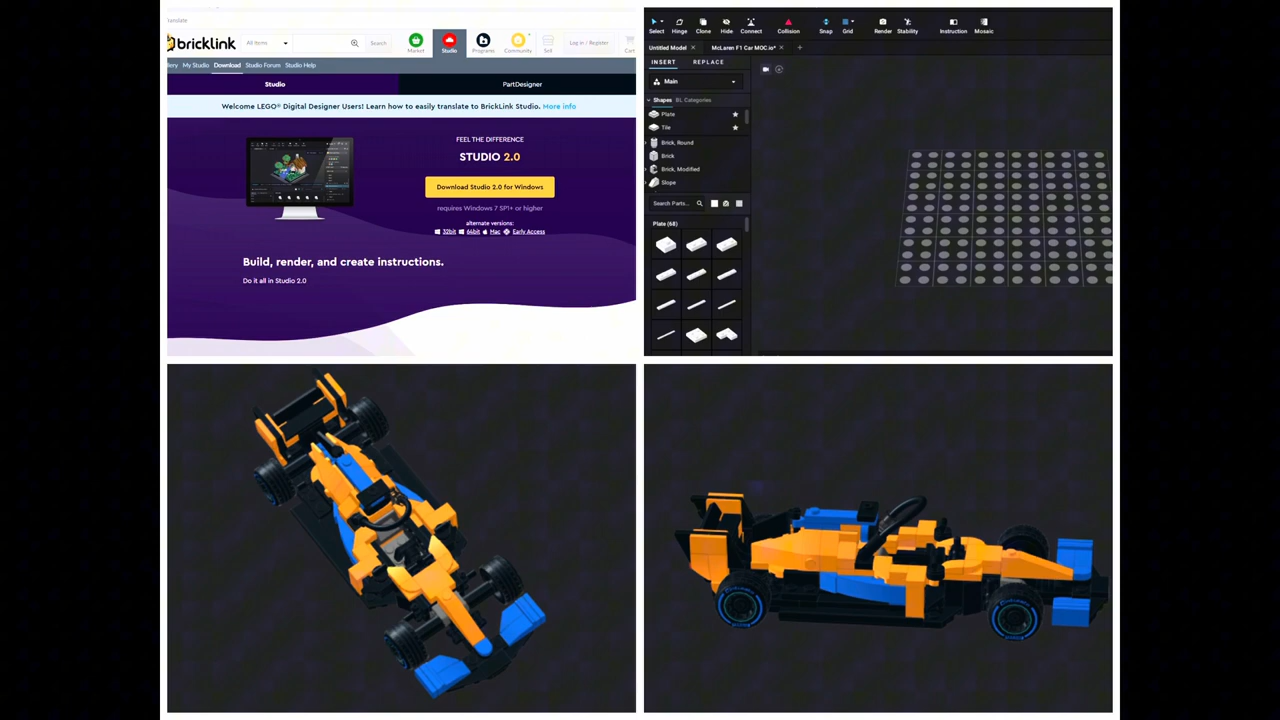 anslate
bricklink
All Items
Search
Market
Studio
Programs
Community
Sell
Log in / Register
Cart
lery My Studio Download Studio Forum Studio Help
Studio
PartDesigner
Welcome LEGO® Digital Designer Users! Learn how to easily translate to BrickLink Studio. More info
FEEL THE DIFFERENCE
STUDIO 2.0
Download Studio 2.0 for Windows
requires Windows 7 SP1+ or higher
alternate versions:
32bit 64bit Mac Early Access
Build, render, and create instructions.
Do it all in Studio 2.0
Select Hinge Clone Hide Connect Collision Snap Grid Render Stability Instruction Mosaic
Untitled Model McLaren F1 Car MOC.io*
INSERT REPLACE
Main
Shapes BL Categories
Plate
Tile
Brick, Round
Brick
Brick, Modified
Slope
Search Parts...
Plate (68)